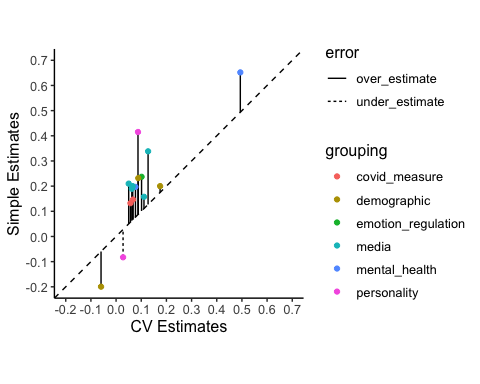 0.7
0.6
0.5
0.4
0.3
0.2
0.1
0.0
-0.1
-0.2
Simple Estimates
-0.2 -0.1 0.0 0.1 0.2 0.3 0.4 0.5 0.6 0.7
CV Estimates
error
over_estimate
under_estimate
grouping
covid_measure
demographic
emotion_regulation
media
mental_health
personality